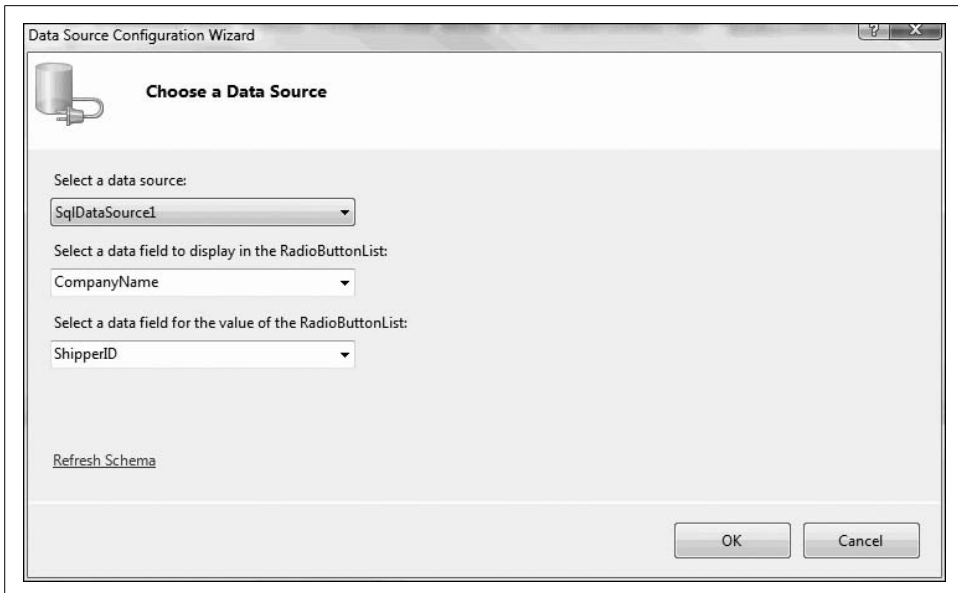 Data Source Configuration Wizard
? X
Choose a Data Source
Select a data source:
SqlDataSource1
Select a data field to display in the RadioButtonList:
CompanyName
Select a data field for the value of the RadioButtonList:
ShipperID
Refresh Schema
OK Cancel